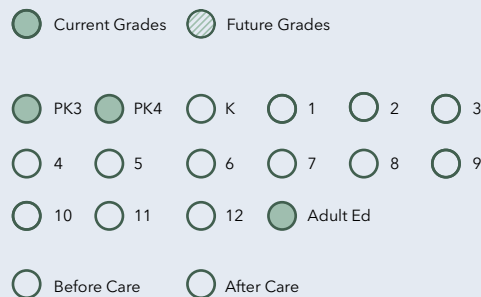 Current Grades Future Grades
PK3 PK4 K 1 2 3
4 5 6 7 8 9
10 11 12 Adult Ed
Before Care After Care